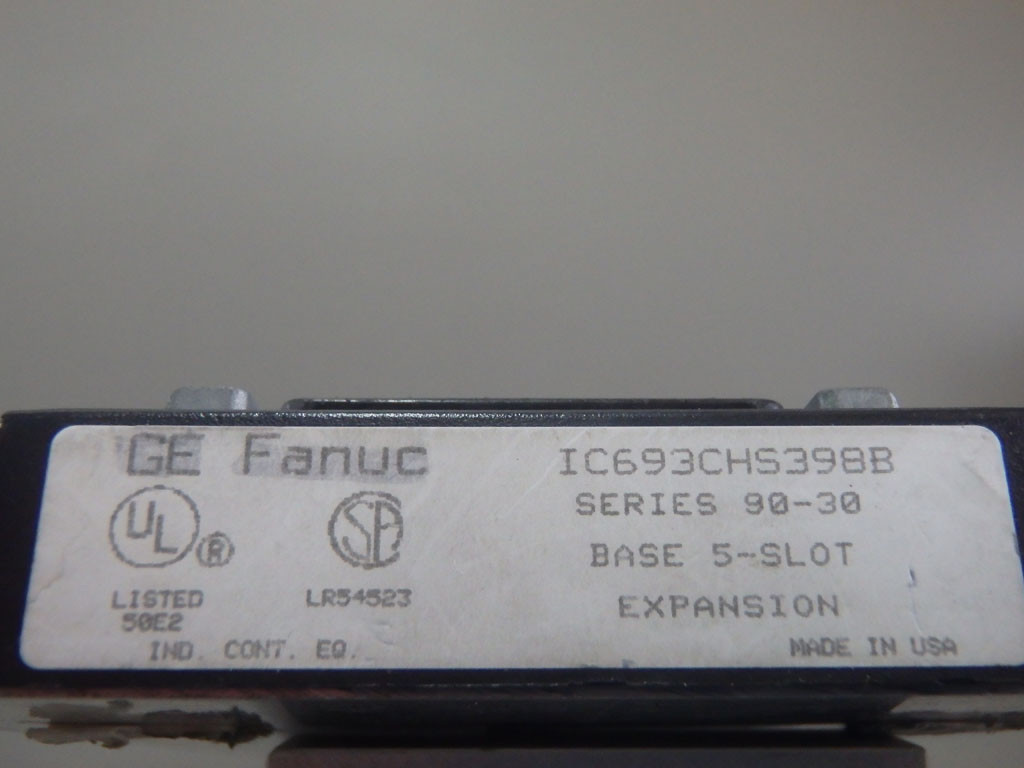 GE Fanuc
IC693CHS398B
SERIES 90-30
BASE 5-SLOT
EXPANSION
MADE IN USA
UL ®
LISTED
50E2
IND. CONT. EQ.
SA
LR54523